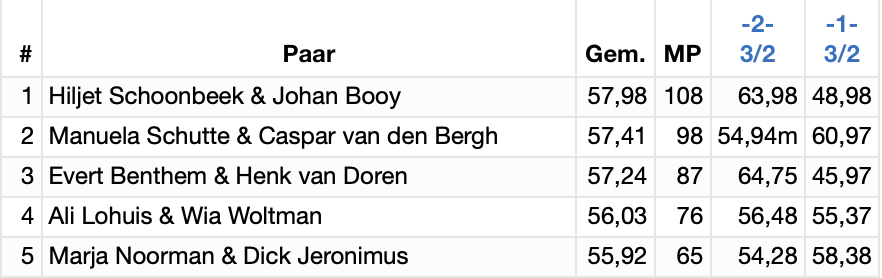 # Paar Gem. MP -2- 3/2 -1- 3/2
1 Hiljet Schoonbeek & Johan Booy 57,98 108 63,98 48,98
2 Manuela Schutte & Caspar van den Bergh 57,41 98 54,94m 60,97
3 Evert Benthem & Henk van Doren 57,24 87 64,75 45,97
4 Ali Lohuis & Wia Woltman 56,03 76 56,48 55,37
5 Marja Noorman & Dick Jeronimus 55,92 65 54,28 58,38